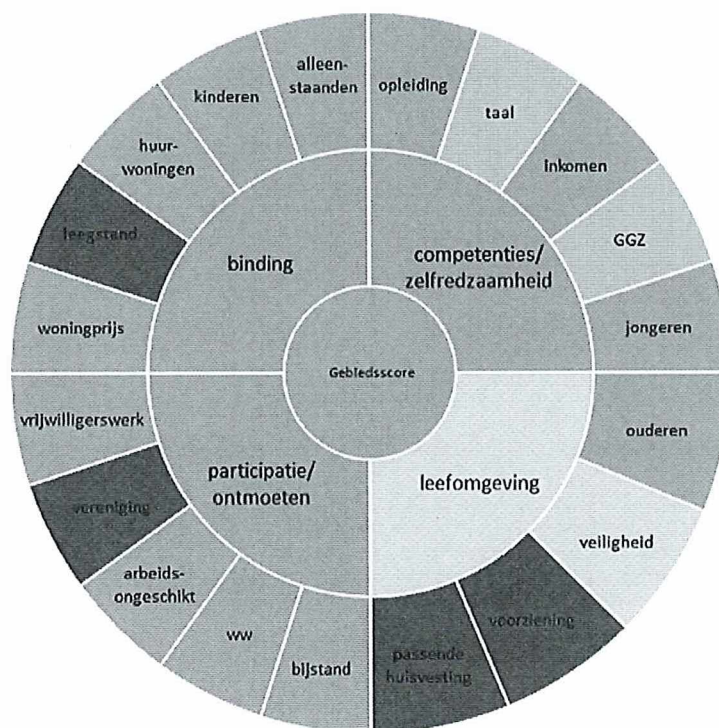 alleen-
staanden
opleiding
taal
inkomen
GGZ
jongeren
ouderen
veiligheid
voorziening
passende
huisvesting
bijstand
ww
arbeids-
ongeschikt
vereniging
vrijwilligerswerk
woningprijs
leegstand
huur-
woningen
kinderen
binding
competenties/
zelfredzaamheid
leefomgeving
participatie/
ontmoeten
Gebiedsscore